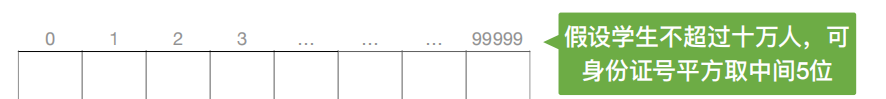 0 1 2 3 ... ... ... 99999
假设学生不超过十万人，可
身份证号平方取中间5位